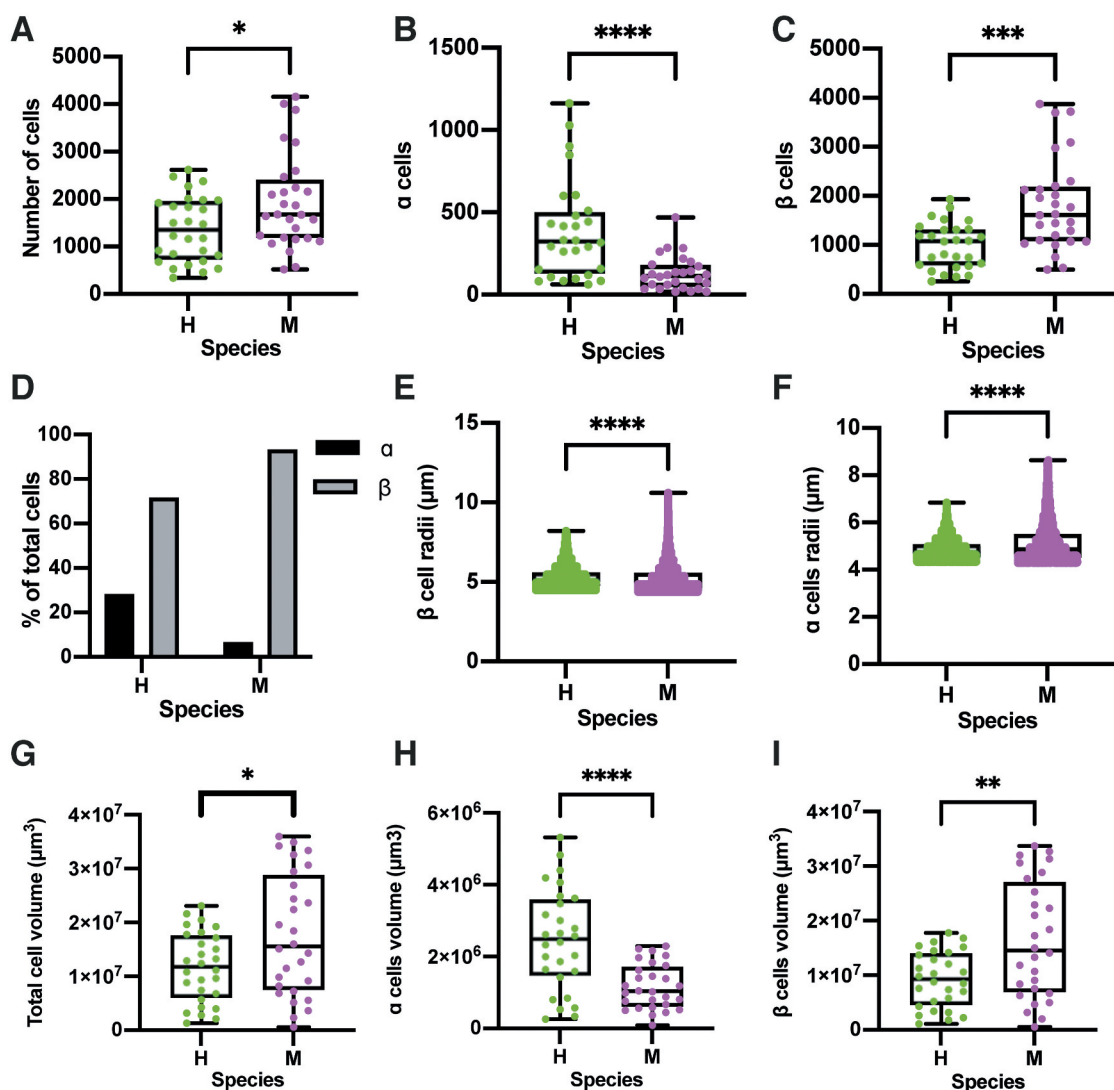 A
*
5000
4000
3000
2000
1000
0
Number of cells
H
M
Species
B
****
1500
1000
500
0
α cells
H
M
Species
C
***
5000
4000
3000
2000
1000
0
β cells
H
M
Species
D
100
80
60
40
20
0
% of total cells
α
β
H
M
Species
E
****
15
10
5
0
β cell radii (μm)
H
M
Species
F
****
10
8
6
4
2
0
α cells radii (μm)
H
M
Species
G
*
4×10⁷
3×10⁷
2×10⁷
1×10⁷
0
Total cell volume (μm³)
H
M
Species
H
****
6×10⁶
4×10⁶
2×10⁶
0
α cells volume (μm3)
H
M
Species
I
**
4×10⁷
3×10⁷
2×10⁷
1×10⁷
0
β cells volume (μm³)
H
M
Species